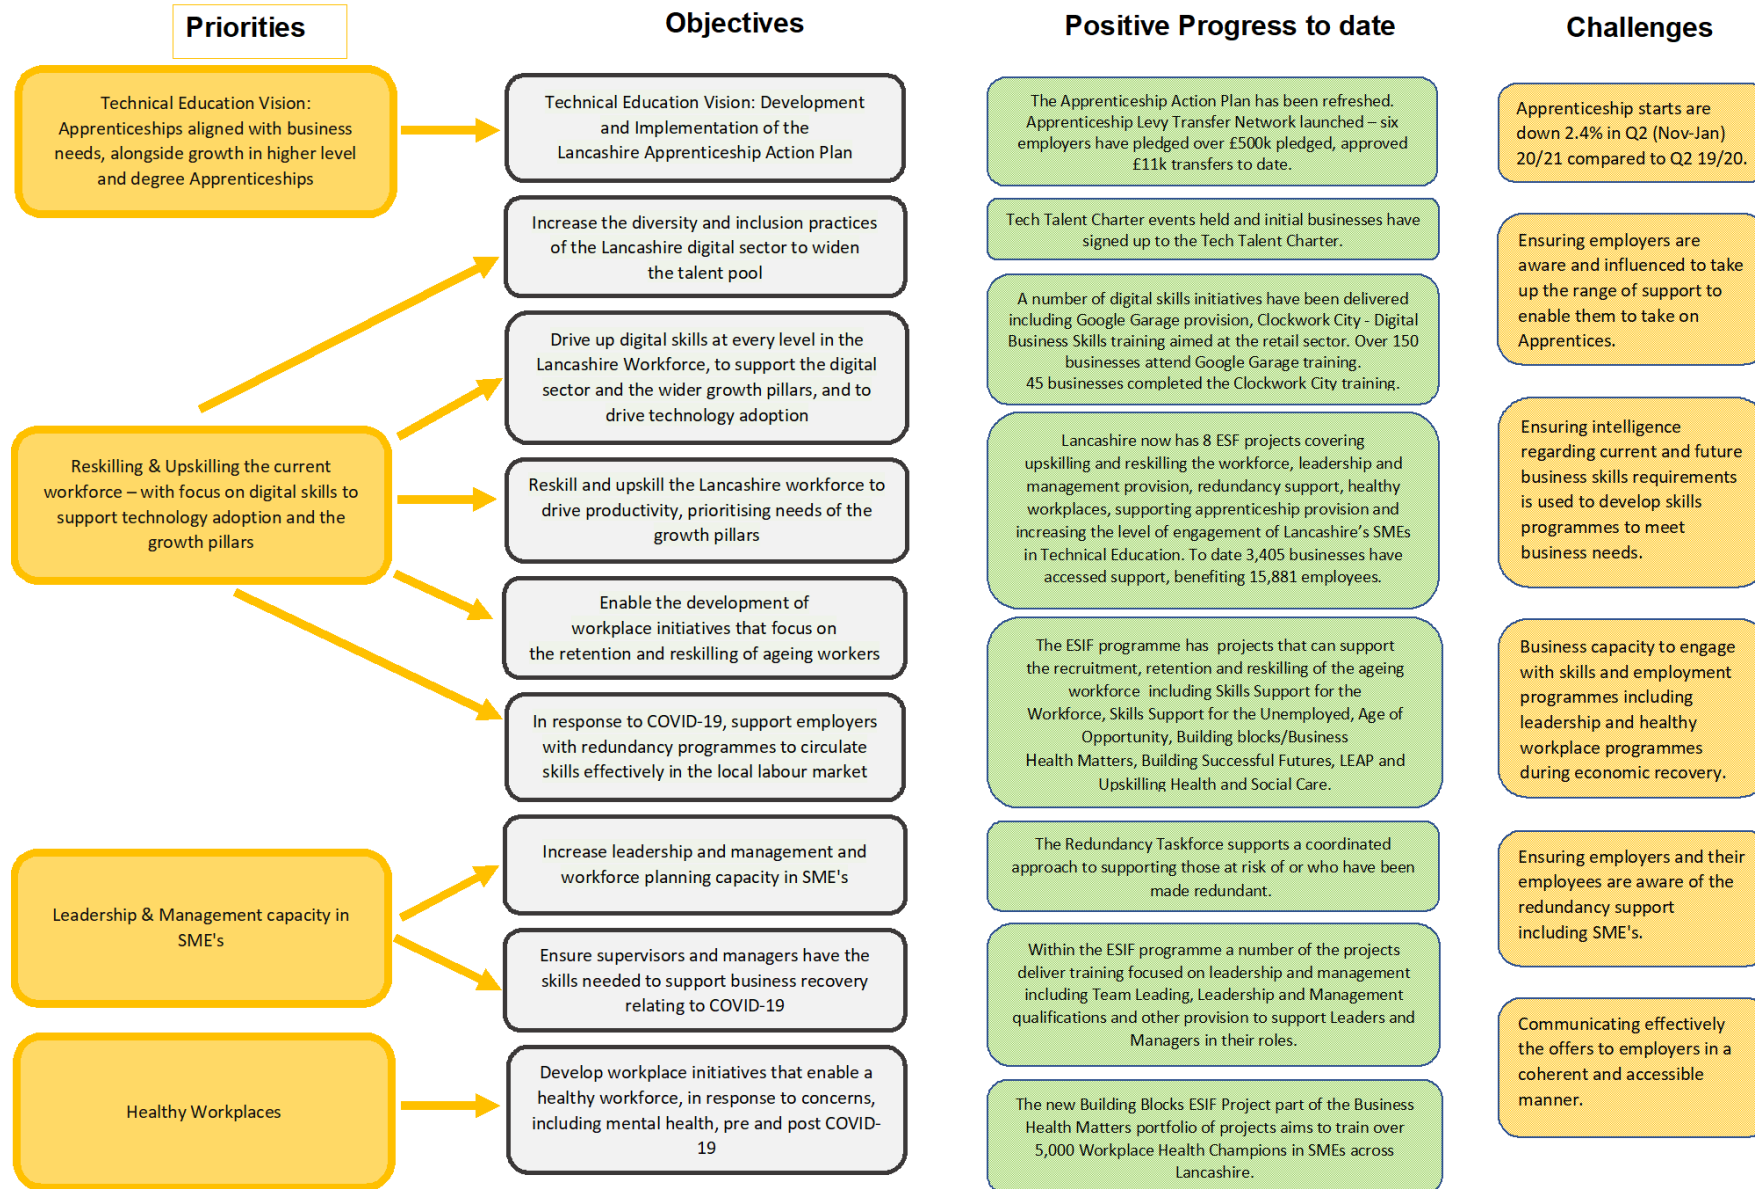 Priorities
Objectives
Positive Progress to date
Challenges
Technical Education Vision:
Apprenticeships aligned with business
needs, alongside growth in higher level
and degree Apprenticeships
Reskilling & Upskilling the current
workforce – with focus on digital skills to
support technology adoption and the
growth pillars
Leadership & Management capacity in
SME's
Healthy Workplaces
Technical Education Vision: Development
and Implementation of the
Lancashire Apprenticeship Action Plan
Increase the diversity and inclusion practices
of the Lancashire digital sector to widen
the talent pool
Drive up digital skills at every level in the
Lancashire Workforce, to support the digital
sector and the wider growth pillars, and to
drive technology adoption
Reskill and upskill the Lancashire workforce to
drive productivity, prioritising needs of the
growth pillars
Enable the development of
workplace initiatives that focus on
the retention and reskilling of ageing workers
In response to COVID-19, support employers
with redundancy programmes to circulate
skills effectively in the local labour market
Increase leadership and management and
workforce planning capacity in SME's
Ensure supervisors and managers have the
skills needed to support business recovery
relating to COVID-19
Develop workplace initiatives that enable a
healthy workforce, in response to concerns,
including mental health, pre and post COVID-
19
The Apprenticeship Action Plan has been refreshed.
Apprenticeship Levy Transfer Network launched – six
employers have pledged over £500k pledged, approved
£11k transfers to date.
Tech Talent Charter events held and initial businesses have
signed up to the Tech Talent Charter.
A number of digital skills initiatives have been delivered
including Google Garage provision, Clockwork City - Digital
Business Skills training aimed at the retail sector. Over 150
businesses attend Google Garage training.
45 businesses completed the Clockwork City training.
Lancashire now has 8 ESF projects covering
upskilling and reskilling the workforce, leadership and
management provision, redundancy support, healthy
workplaces, supporting apprenticeship provision and
increasing the level of engagement of Lancashire's SMEs
in Technical Education. To date 3,405 businesses have
accessed support, benefiting 15,881 employees.
The ESIF programme has projects that can support
the recruitment, retention and reskilling of the ageing
workforce including Skills Support for the
Workforce, Skills Support for the Unemployed, Age of
Opportunity, Building blocks/Business
Health Matters, Building Successful Futures, LEAP and
Upskilling Health and Social Care.
The Redundancy Taskforce supports a coordinated
approach to supporting those at risk of or who have been
made redundant.
Within the ESIF programme a number of the projects
deliver training focused on leadership and management
including Team Leading, Leadership and Management
qualifications and other provision to support Leaders and
Managers in their roles.
The new Building Blocks ESIF Project part of the Business
Health Matters portfolio of projects aims to train over
5,000 Workplace Health Champions in SMEs across
Lancashire.
Apprenticeship starts are
down 2.4% in Q2 (Nov-Jan)
20/21 compared to Q2 19/20.
Ensuring employers are
aware and influenced to take
up the range of support to
enable them to take on
Apprentices.
Ensuring intelligence
regarding current and future
business skills requirements
is used to develop skills
programmes to meet
business needs.
Business capacity to engage
with skills and employment
programmes including
leadership and healthy
workplace programmes
during economic recovery.
Ensuring employers and their
employees are aware of the
redundancy support
including SME's.
Communicating effectively
the offers to employers in a
coherent and accessible
manner.